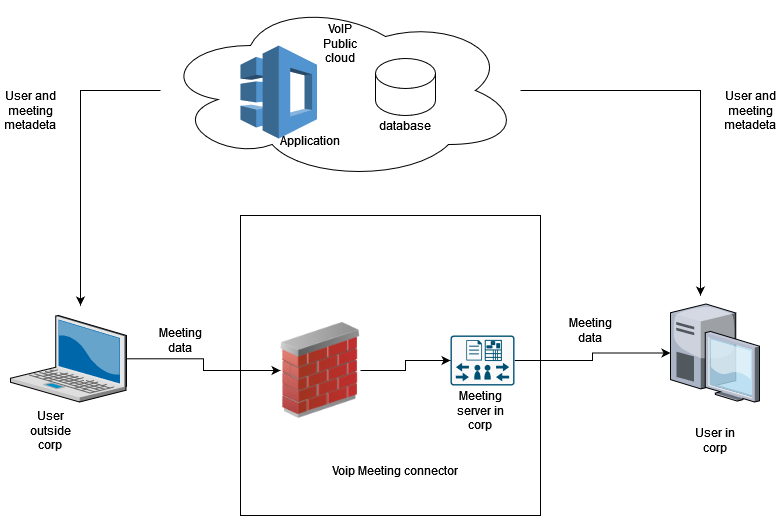 VoIP
Public
cloud
Application
database
User and
meeting
metadeta
User and
meeting
metadeta
Meeting
data
Meeting
data
Meeting
server in
corp
User
outside
corp
User in
corp
Voip Meeting connector